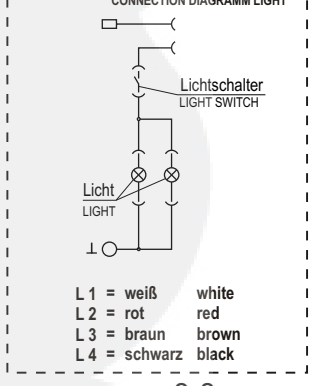 CONNECTION DIAGRAMM LIGHT
Lichtschalter
LIGHT SWITCH
Licht
LIGHT
L 1 = weiß white
L 2 = rot red
L 3 = braun brown
L 4 = schwarz black